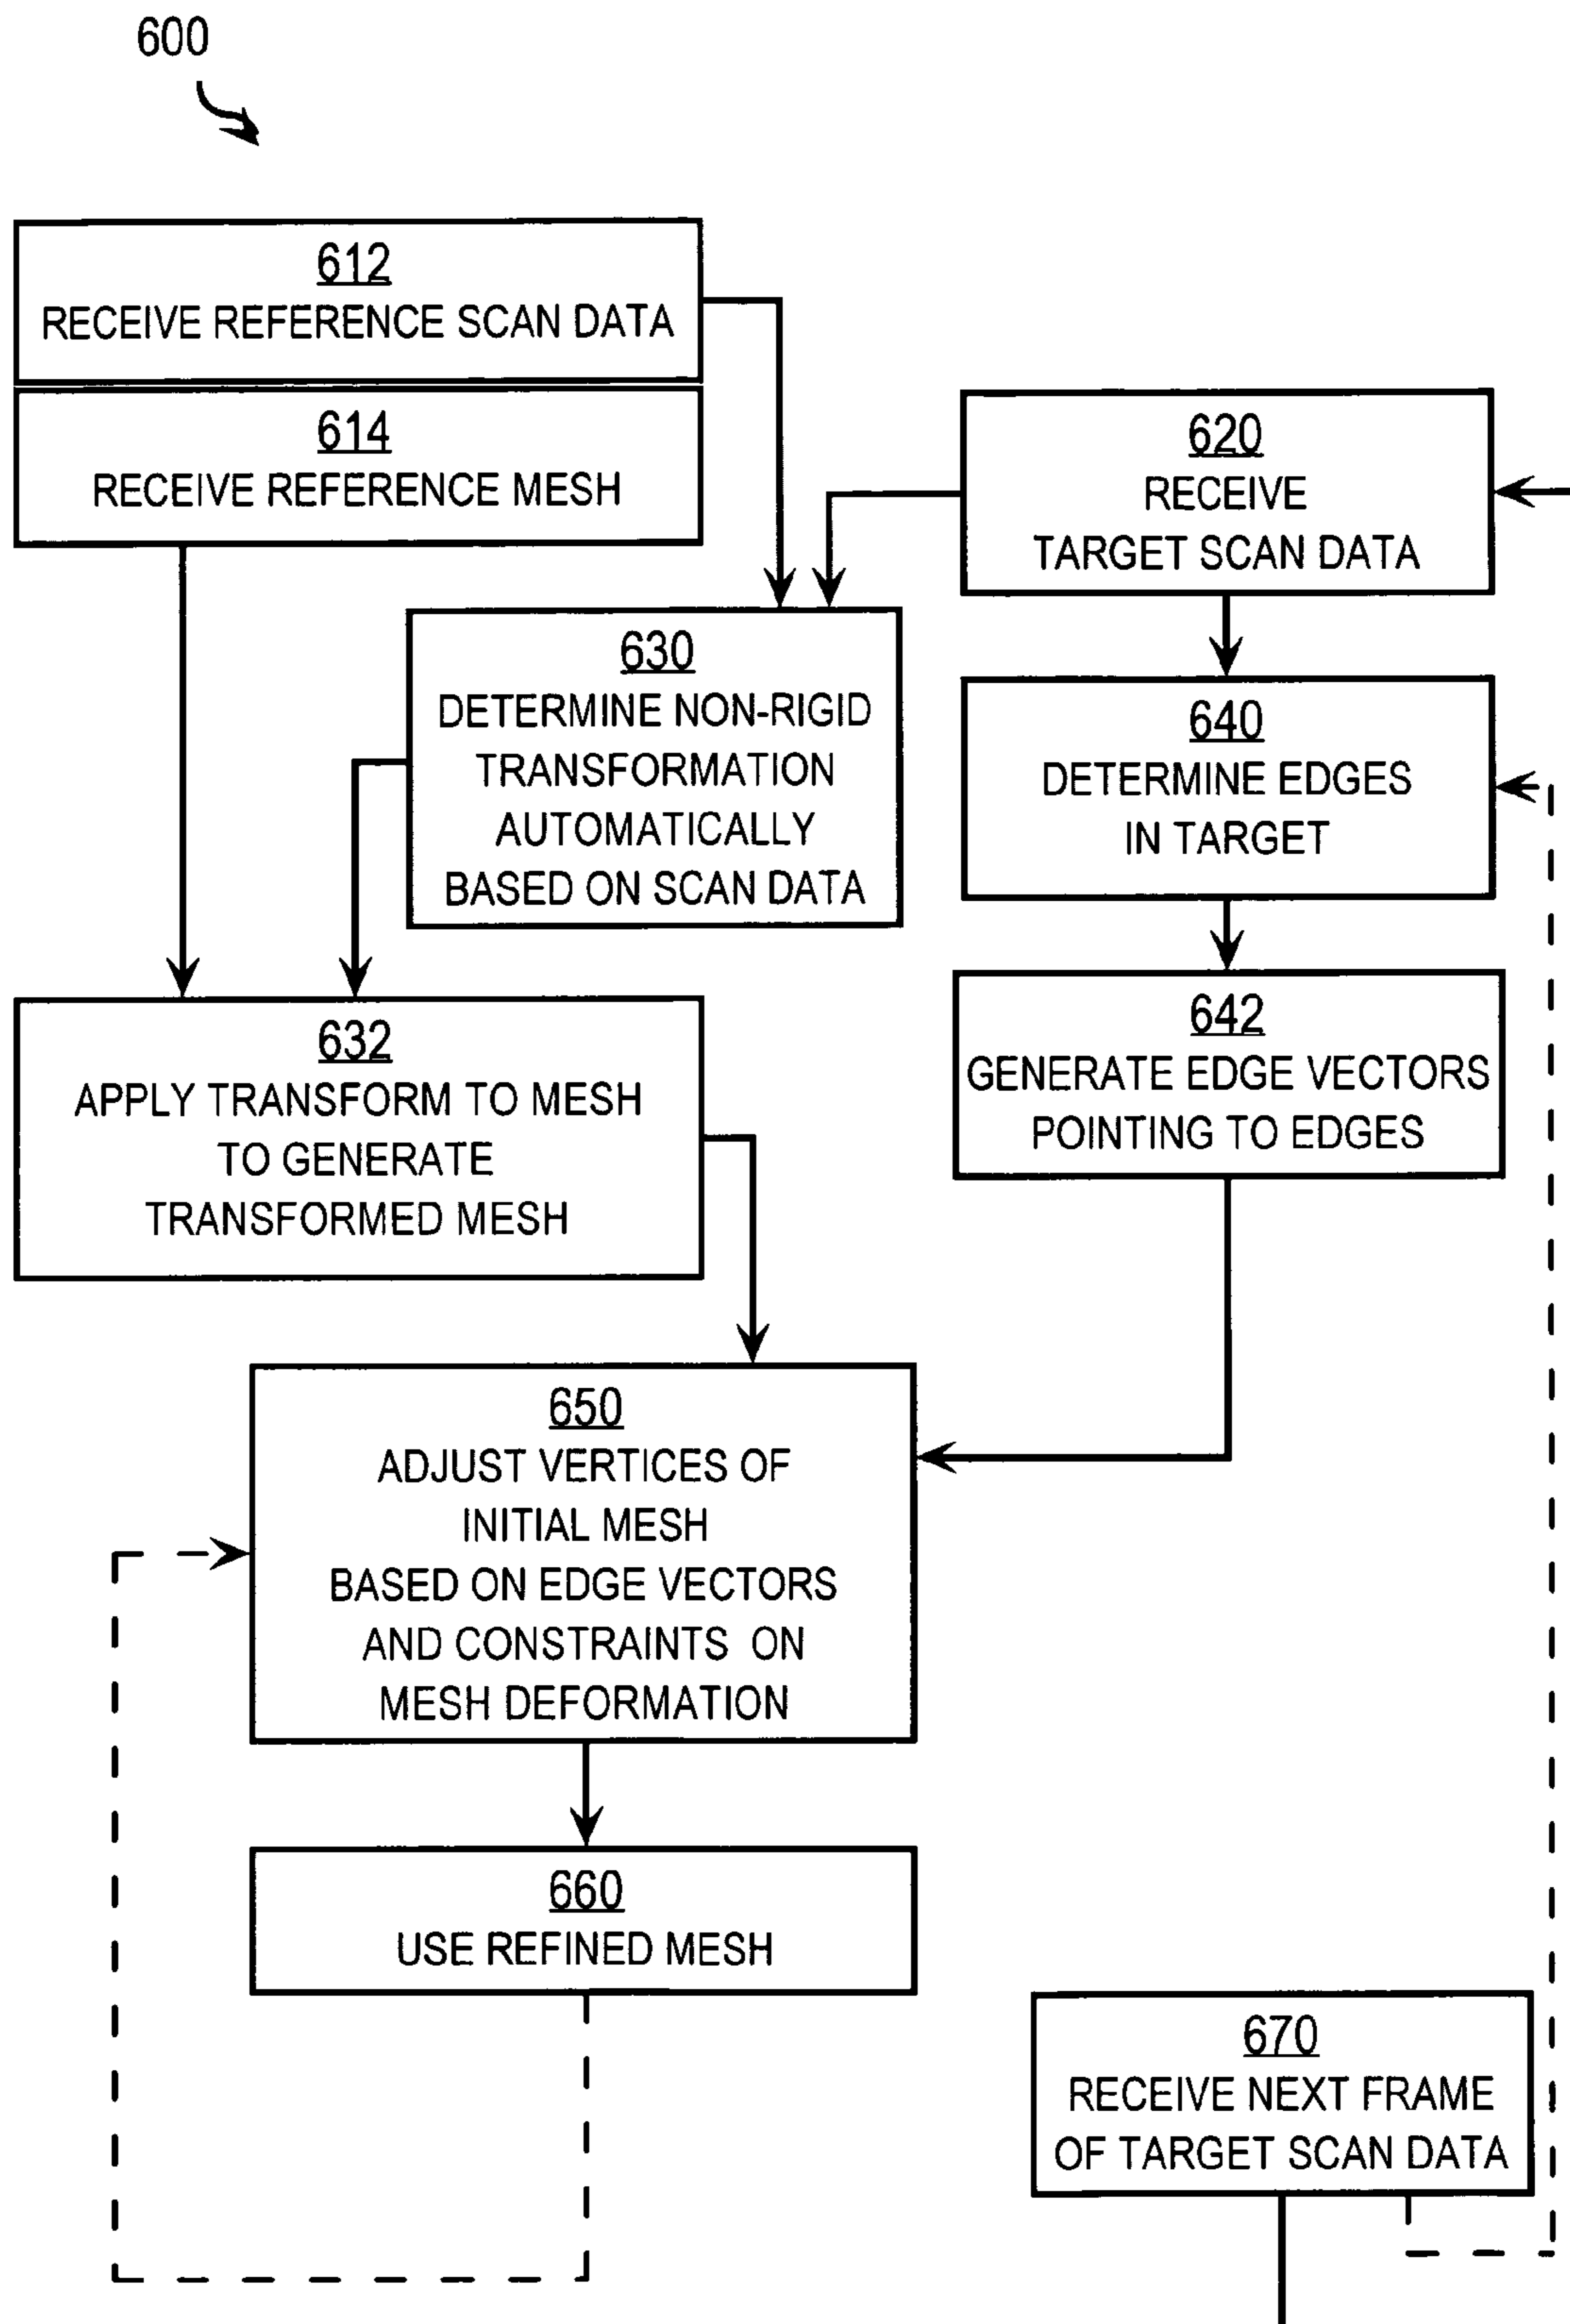 600
612
RECEIVE REFERENCE SCAN DATA
614
RECEIVE REFERENCE MESH
620
RECEIVE
TARGET SCAN DATA
630
DETERMINE NON-RIGID
TRANSFORMATION
AUTOMATICALLY
BASED ON SCAN DATA
640
DETERMINE EDGES
IN TARGET
642
GENERATE EDGE VECTORS
POINTING TO EDGES
632
APPLY TRANSFORM TO MESH
TO GENERATE
TRANSFORMED MESH
650
ADJUST VERTICES OF
INITIAL MESH
BASED ON EDGE VECTORS
AND CONSTRAINTS ON
MESH DEFORMATION
660
USE REFINED MESH
670
RECEIVE NEXT FRAME
OF TARGET SCAN DATA